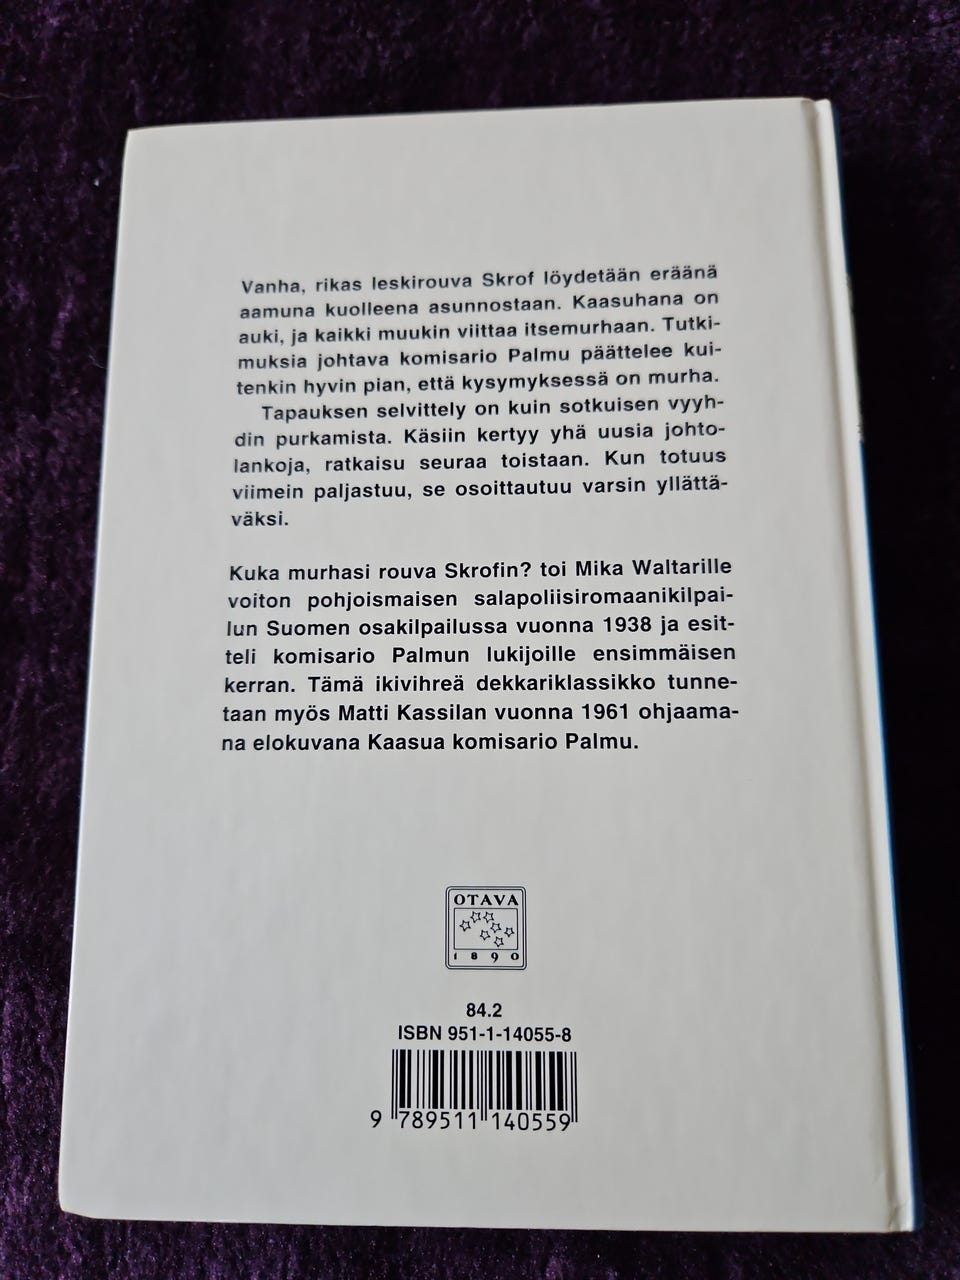 Vanha, rikas leskirouva Skrof löydetään eräänä
aamuna kuolleena asunnostaan. Kaasuhana on
auki, ja kaikki muukin viittaa itsemurhaan. Tutki-
muksia johtava komisario Palmu päättelee kui-
tenkin hyvin pian, että kysymyksessä on murha.
Tapauksen selvittely on kuin sotkuisen vyyh-
din purkamista. Käsiin kertyy yhä uusia johto-
lankoja, ratkaisu seuraa toistaan. Kun totuus
viimein paljastuu, se osoittautuu varsin yllättä-
väksi.
Kuka murhasi rouva Skrofin? toi Mika Waltarille
voiton pohjoismaisen salapoliisiromaanikilpai-
lun Suomen osakilpailussa vuonna 1938 ja esit-
teli komisario Palmun lukijoille ensimmäisen
kerran. Tämä ikivihreä dekkariklassikko tunne-
taan myös Matti Kassilan vuonna 1961 ohjaama-
na elokuvana Kaasua komisario Palmu.
OTAVA
1890
84.2
ISBN 951-1-14055-8
9 789511 140559